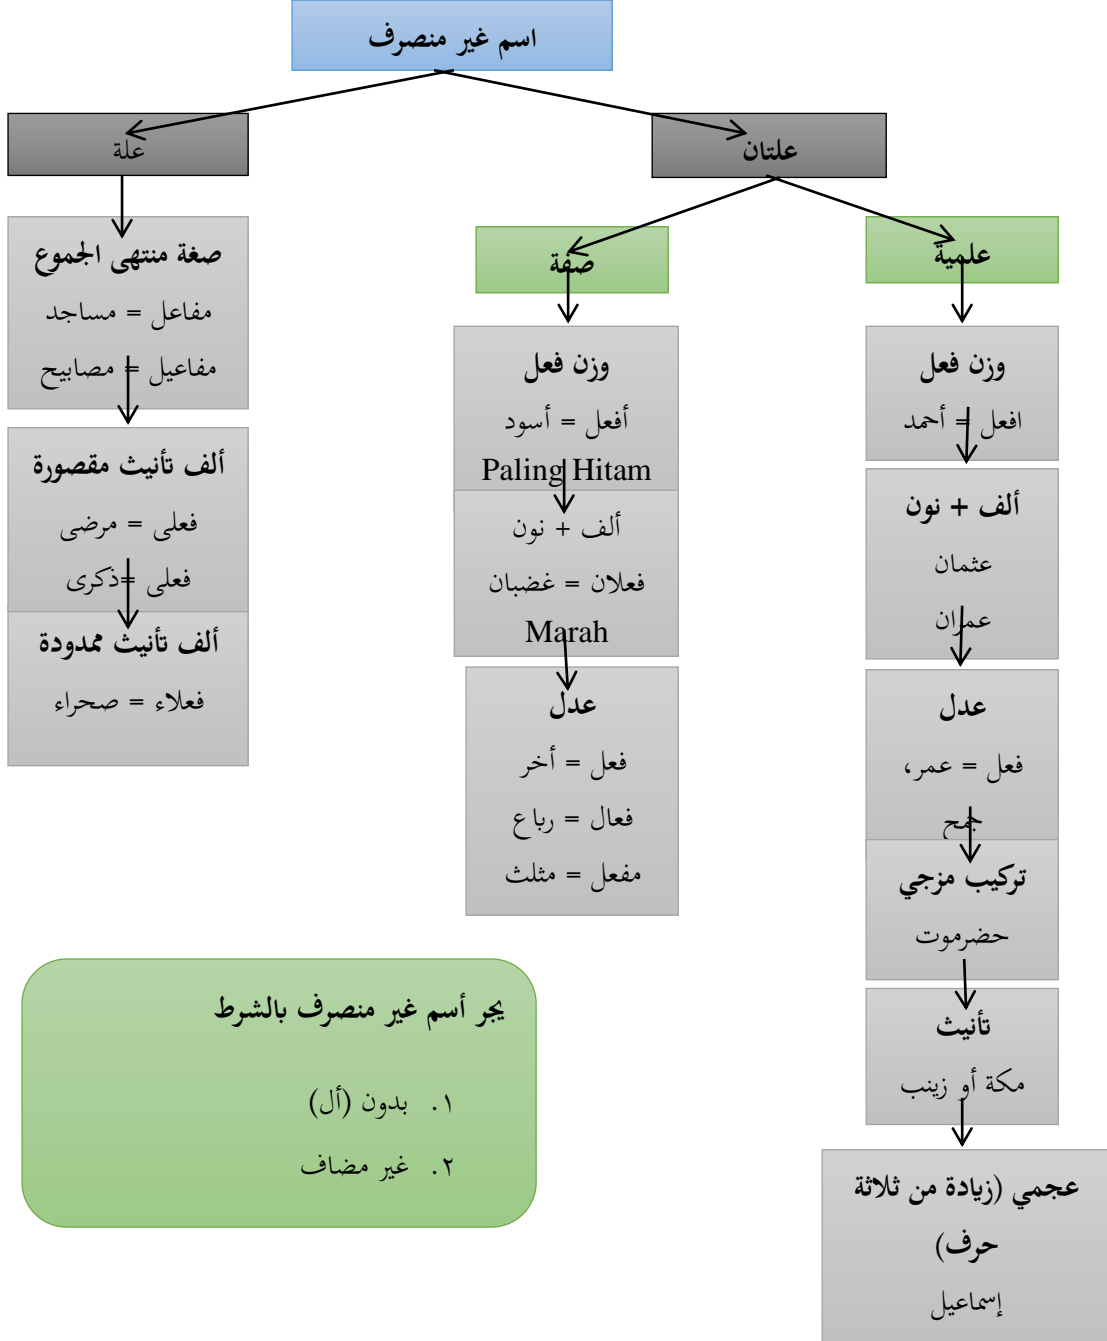 اسم غير منصرف
علتان
علة
علمية
وزن فعل
افعل = أحمد
ألف + نون
عثمان
عمران
عدل
فعل = عمر،
جمح
تركيب مزجي
حضرموت
تأنيث
مكة أو زينب
عجمي (زيادة من ثلاثة
حرف)
إسماعيل
صفة
وزن فعل
أفعل = أسود
Paling Hitam
ألف + نون
فعلان = غضبان
Marah
عدل
فعل = أخر
فعال = رباع
مفعل = مثلث
صغة منتهى الجموع
مفاعل = مساجد
مفاعيل = مصابيح
ألف تأنيث مقصورة
فعلى = مرضى
فعلى =ذكرى
ألف تأنيث ممدودة
فعلاء = صحراء
يجر أسم غير منصرف بالشرط
١. بدون (أل)
٢. غير مضاف